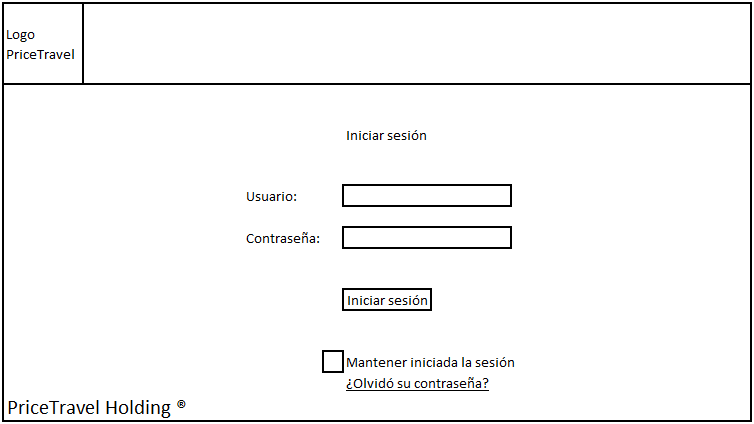 Logo
PriceTravel
Iniciar sesión
Usuario:
Contraseña:
Iniciar sesión
Mantener iniciada la sesión
¿Olvidó su contraseña?
PriceTravel Holding ®